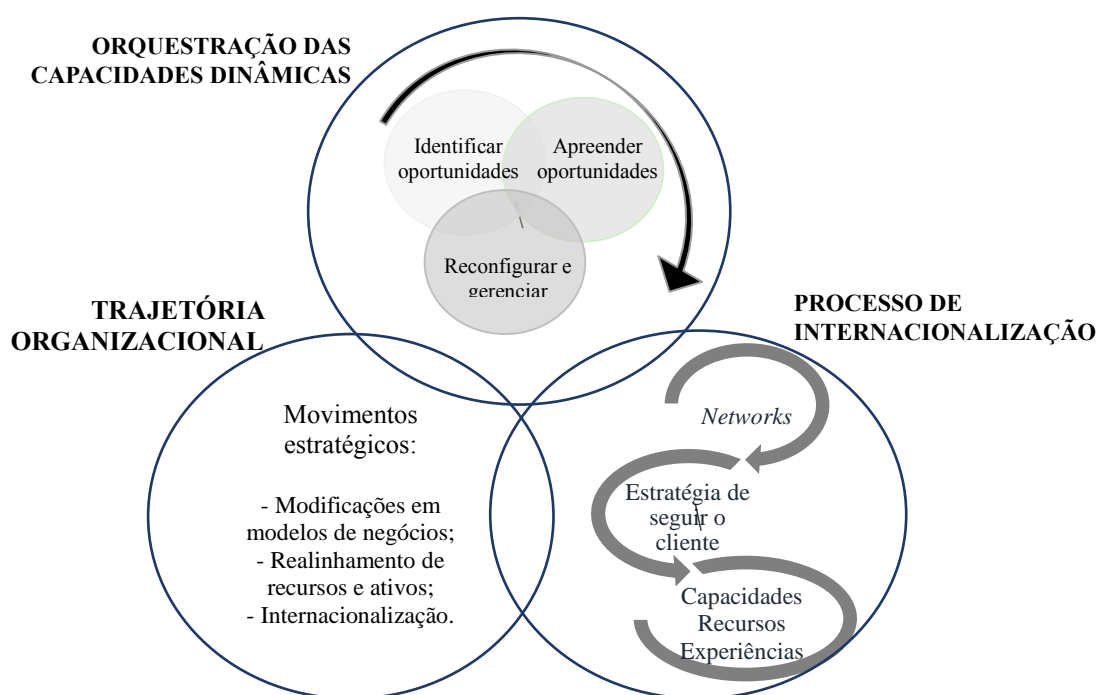 ORQUESTRAÇÃO DAS
CAPACIDADES DINÂMICAS
Identificar
oportunidades
Apreender
oportunidades
Reconfigurar e
gerenciar
TRAJETÓRIA
ORGANIZACIONAL
Movimentos
estratégicos:
- Modificações em
modelos de negócios;
- Realinhamento de
recursos e ativos;
- Internacionalização.
PROCESSO DE
INTERNACIONALIZAÇÃO
Networks
Estratégia de
seguir o
cliente
Capacidades
Recursos
Experiências